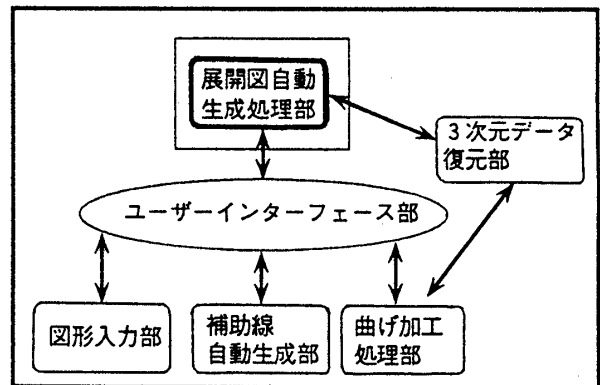 展開図自動
生成処理部
3次元データ
復元部
ユーザーインターフェース部
図形入力部
補助線
自動生成部
曲げ加工
処理部